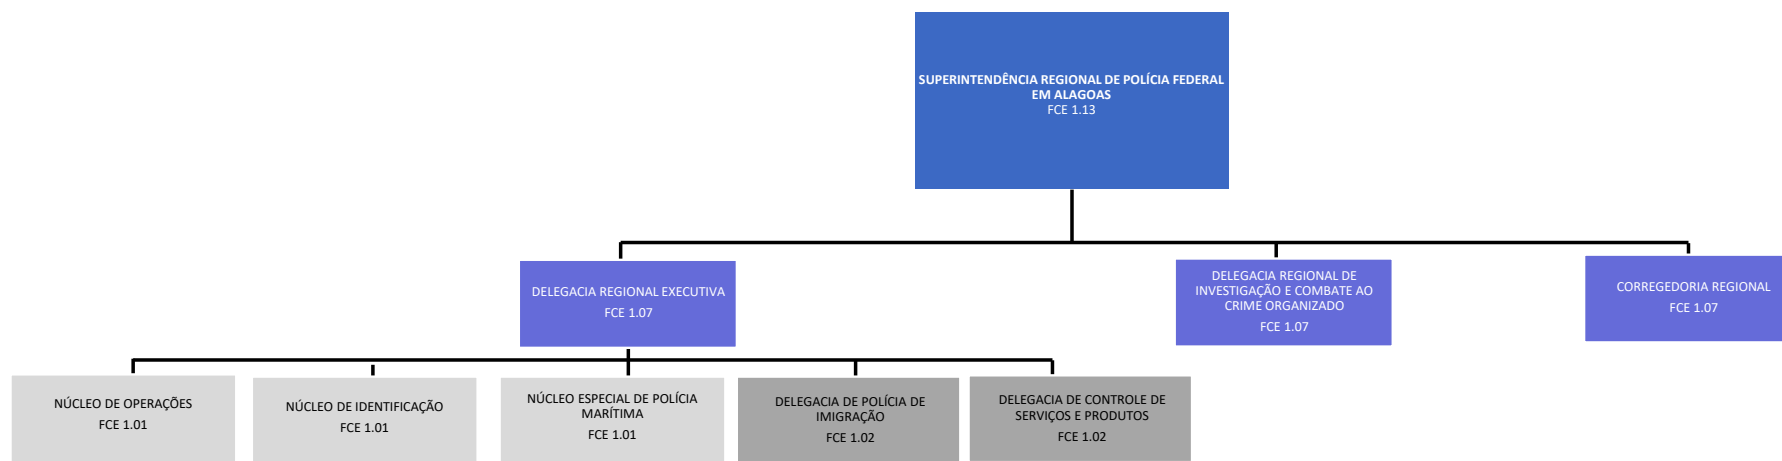 SUPERINTENDÊNCIA REGIONAL DE POLÍCIA FEDERAL
EM ALAGOAS
FCE 1.13
DELEGACIA REGIONAL EXECUTIVA
FCE 1.07
DELEGACIA REGIONAL DE
INVESTIGAÇÃO E COMBATE AO
CRIME ORGANIZADO
FCE 1.07
CORREGEDORIA REGIONAL
FCE 1.07
NÚCLEO DE OPERAÇÕES
FCE 1.01
NÚCLEO DE IDENTIFICAÇÃO
FCE 1.01
NÚCLEO ESPECIAL DE POLÍCIA
MARÍTIMA
FCE 1.01
DELEGACIA DE POLÍCIA DE
IMIGRAÇÃO
FCE 1.02
DELEGACIA DE CONTROLE DE
SERVIÇOS E PRODUTOS
FCE 1.02